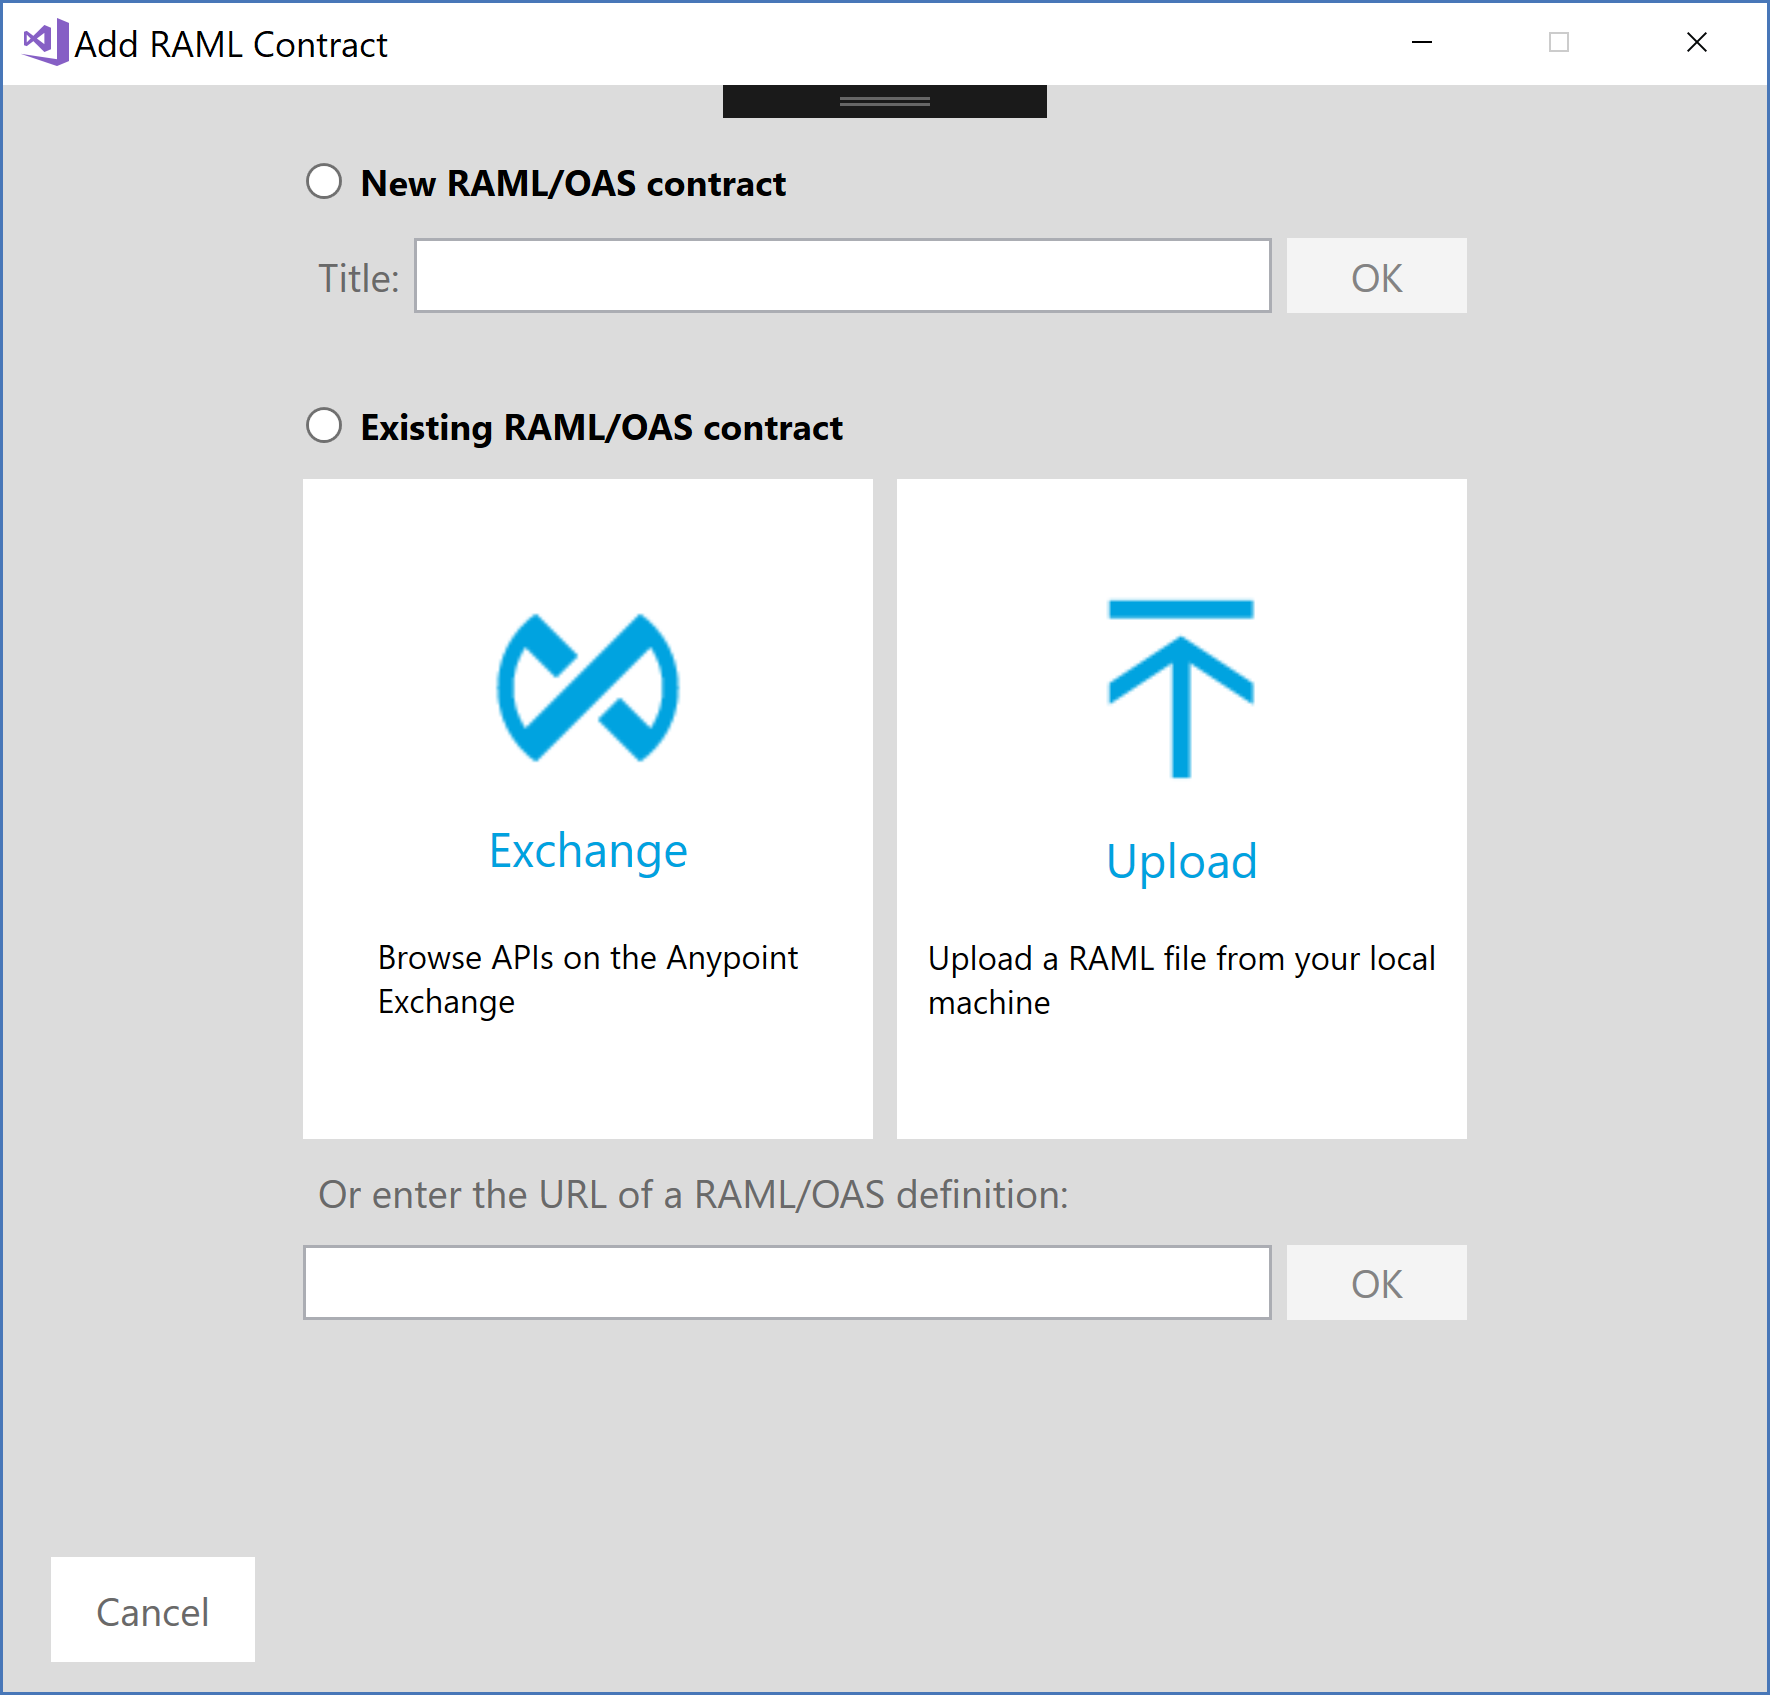 Add RAML Contract
New RAML/OAS contract
Title:
OK
Existing RAML/OAS contract
Exchange
Browse APIs on the Anypoint
Exchange
Upload
Upload a RAML file from your local
machine
Or enter the URL of a RAML/OAS definition:
OK
Cancel